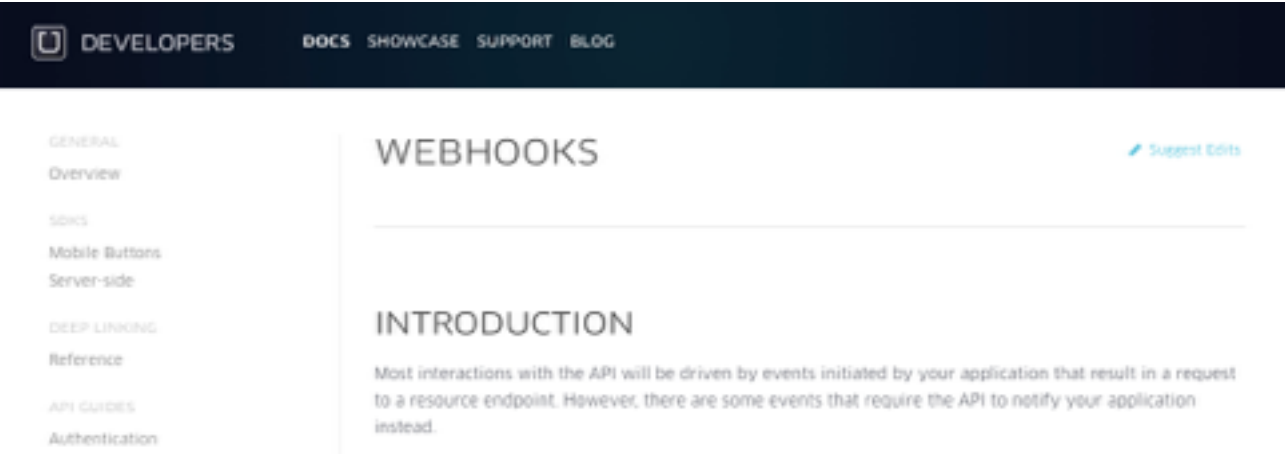 DEVELOPERS DOCS SHOWCASE SUPPORT BLOG
GENERAL
Overview
SDKS
Mobile Buttons
Server-side
DEEP LINKING
Reference
API GUIDES
Authentication
WEBHOOKS
Suggest Edits
INTRODUCTION
Most interactions with the API will be driven by events initiated by your application that result in a request
to a resource endpoint. However, there are some events that require the API to notify your application
instead.